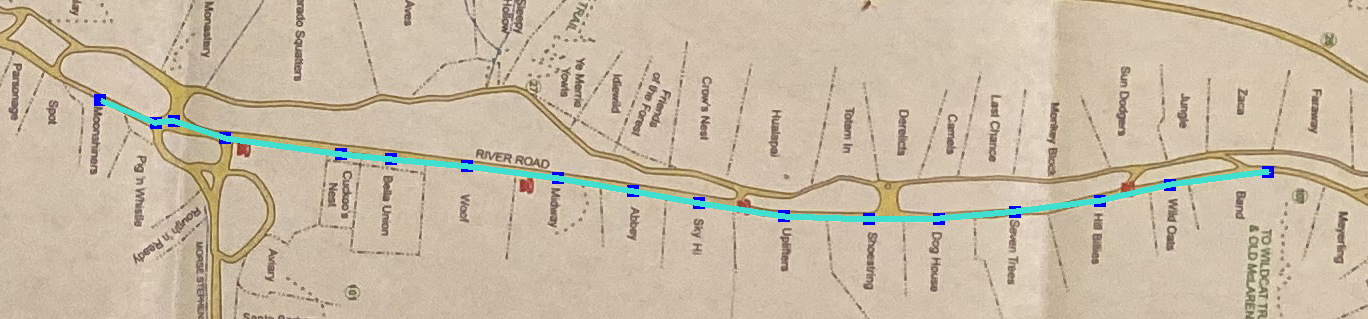 Monastery
Aves
Sleepy
Hollow
TRAIL
Ye Merrie
Yowls
Idlewild
Friends
of the Forest
Crow's Nest
Hualapai
Totem In
Derelicts
Camels
Last Chance
Monkey Block
Sun Dodgers
Jungle
Zaca
Faraway
Parsonage
Spot
Moonshiners
Pig 'n Whistle
Rough 'n Ready
MORSE STEPHEN
Aviary
Cuckoo's
Nest
Bella Union
Woof
RIVER ROAD
Midway
Abbey
Sky Hi
Uplifters
Shoestring
Dog House
Seven Trees
Hill Billies
Wild Oats
Band
Meyerling
TO WILDCAT TR
& OLD McLAREN
101